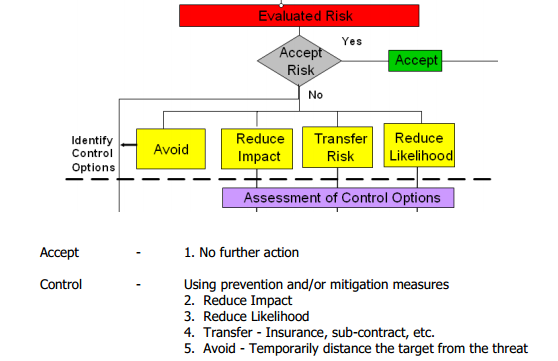 Evaluated Risk
Accept
Risk
Yes
Accept
No
Identify
Control
Options
Avoid
Reduce
Impact
Transfer
Risk
Reduce
Likelihood
Assessment of Control Options
Accept - 1. No further action
Control - Using prevention and/or mitigation measures
2. Reduce Impact
3. Reduce Likelihood
4. Transfer - Insurance, sub-contract, etc.
5. Avoid - Temporarily distance the target from the threat